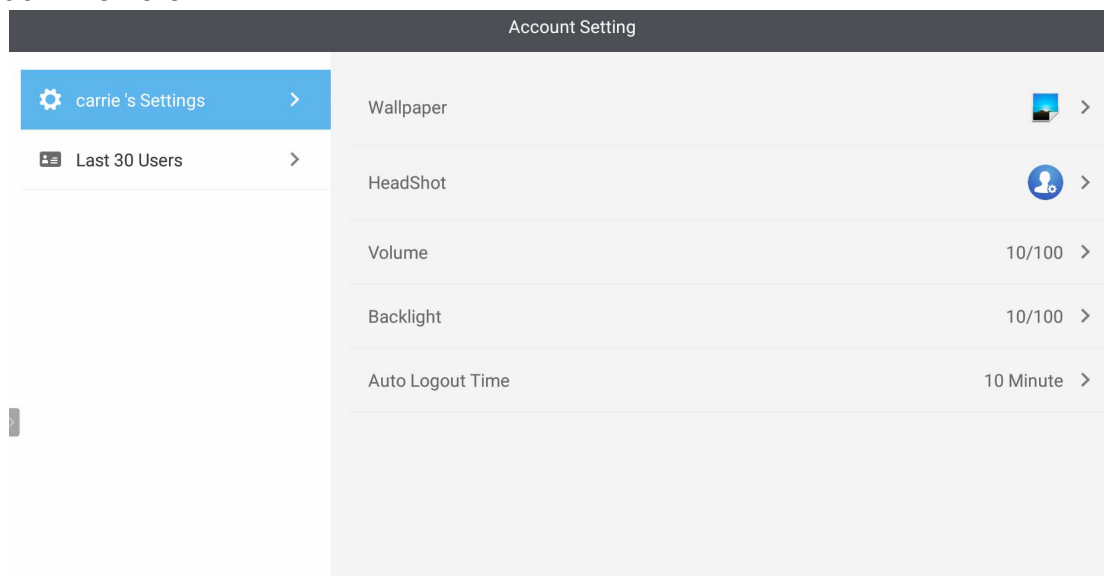 Account Setting
carrie 's Settings
Last 30 Users
Wallpaper
HeadShot
Volume 10/100
Backlight 10/100
Auto Logout Time 10 Minute